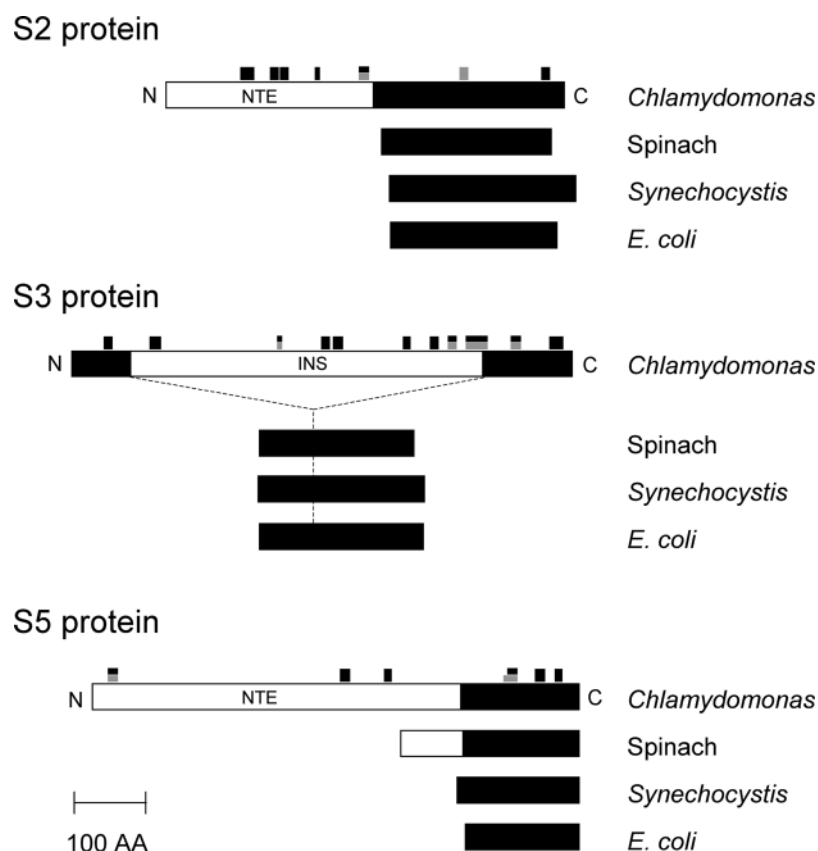 S2 protein
N NTE C Chlamydomonas
Spinach
Synechocystis
E. coli
S3 protein
N INS C Chlamydomonas
Spinach
Synechocystis
E. coli
S5 protein
N NTE C Chlamydomonas
Spinach
Synechocystis
100 AA E. coli